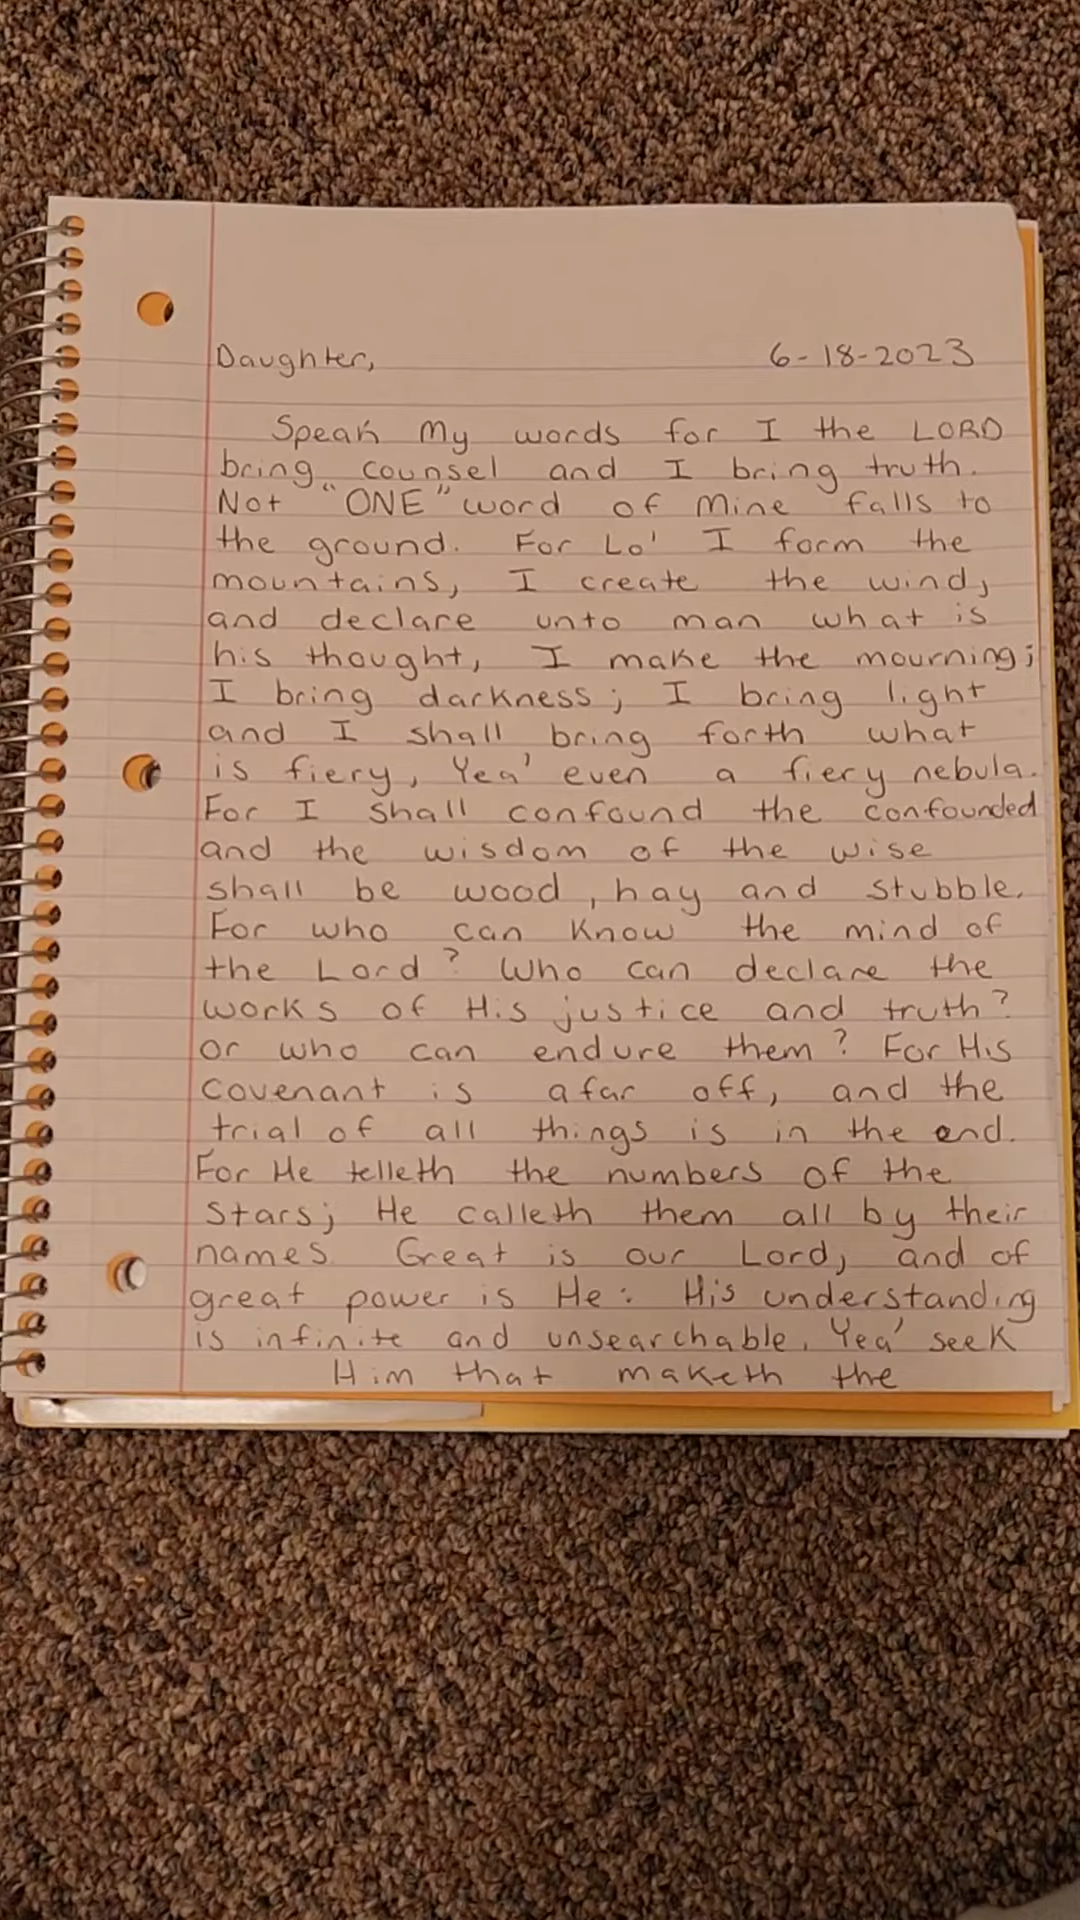 Daughter, 6-18-2023
Speak My words for I the LORD
bring counsel and I bring truth.
Not "ONE" word of Mine falls to
the ground. For Lo' I form the
mountains, I create the wind,
and declare unto man what is
his thought, I make the mourning;
I bring darkness; I bring light
and I shall bring forth what
is fiery, Yea' even a fiery nebula.
For I shall confound the confounded
and the wisdom of the wise
shall be wood, hay and stubble.
For who can know the mind of
the Lord? Who can declare the
works of His justice and truth?
or who can endure them? For His
covenant is afar off, and the
trial of all things is in the end.
For He telleth the numbers of the
stars; He calleth them all by their
names. Great is our Lord, and of
great power is He: His understanding
is infinite and unsearchable. Yea' seek
Him that maketh the